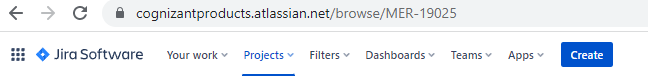 cognizantproducts.atlassian.net/browse/MER-19025
Jira Software Your work Projects Filters Dashboards Teams Apps Create